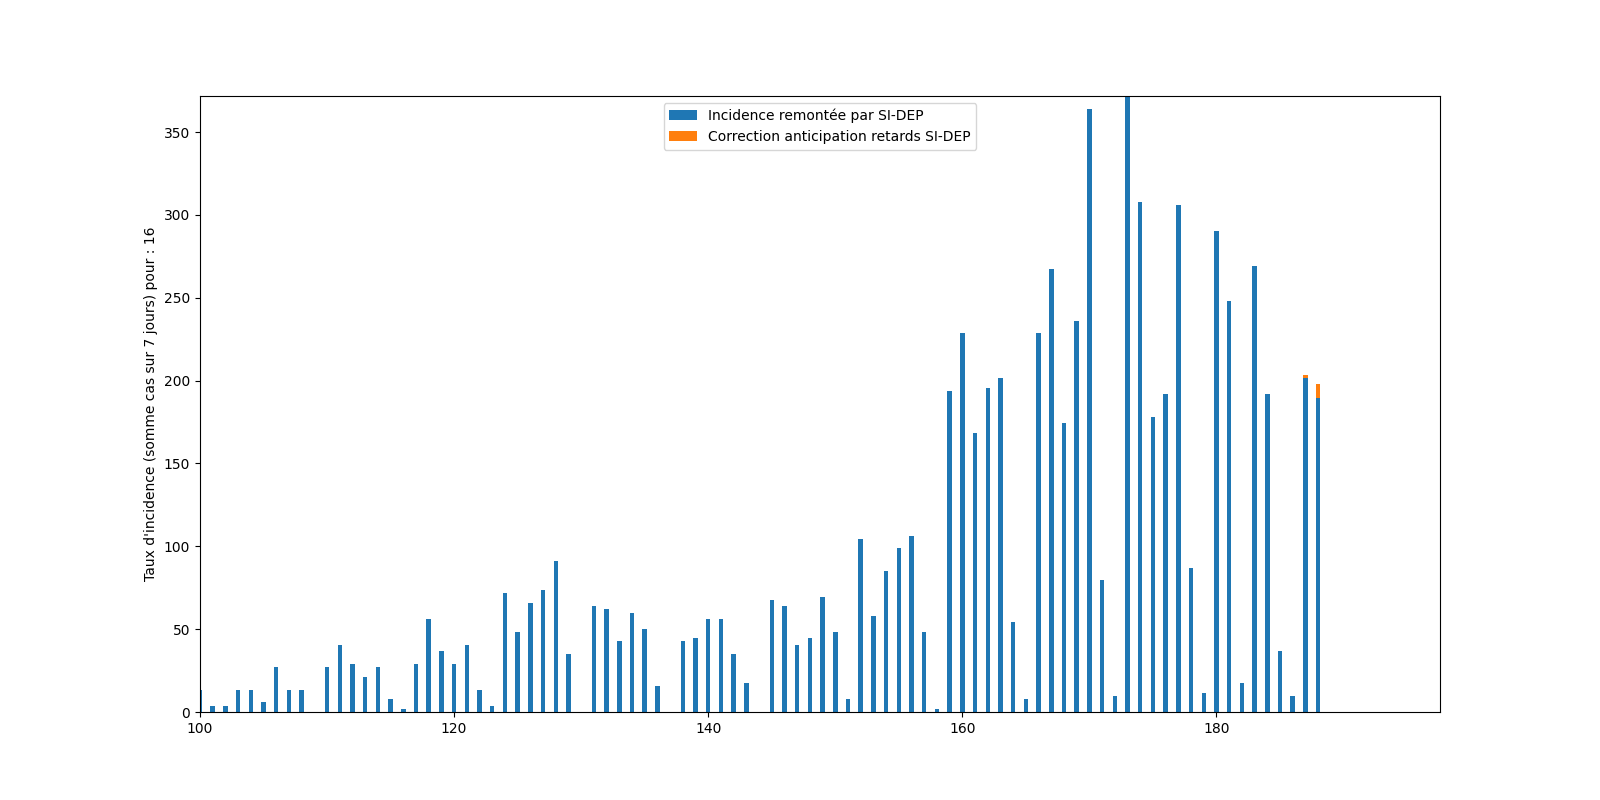 Incidence remontée par SI-DEP
Correction anticipation retards SI-DEP
Taux d'incidence (somme cas sur 7 jours) pour : 16
350
300
250
200
150
100
50
0
100 120 140 160 180